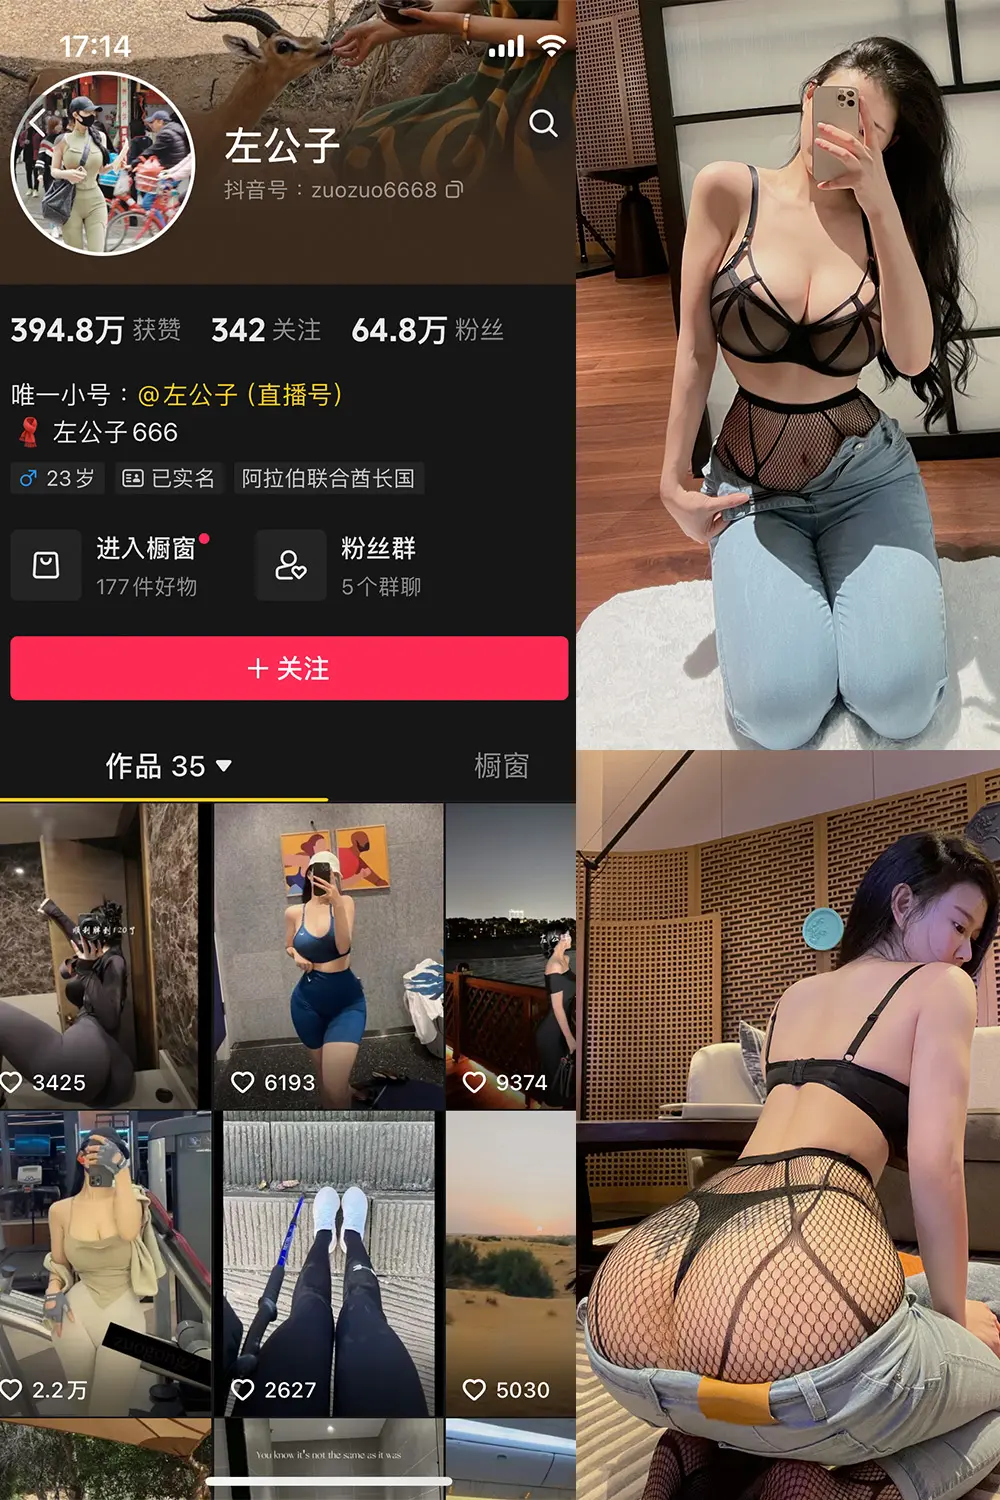 17:14
左公子
抖音号：zuozuo6668
394.8万 获赞 342 关注 64.8万 粉丝
唯一小号：@左公子（直播号）
左公子666
23岁 已实名 阿拉伯联合酋长国
进入橱窗 粉丝群
177件好物 5个群聊
+ 关注
作品 35 橱窗
3425 6193 9374
2.2万 2627 5030
You know it's not the same as it was